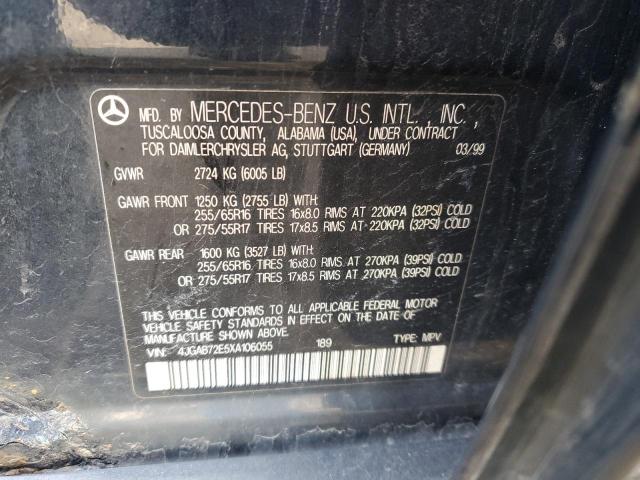 MFD. BY MERCEDES-BENZ U.S. INTL., INC.,
TUSCALOOSA COUNTY, ALABAMA (USA), UNDER CONTRACT
FOR DAIMLERCHRYSLER AG, STUTTGART (GERMANY) 03/99
GVWR 2724 KG (6005 LB)
GAWR FRONT 1250 KG (2755 LB) WITH:
255/65R16 TIRES 16x8.0 RIMS AT 220KPA (32PSI) COLD
OR 275/55R17 TIRES 17x8.5 RIMS AT 220KPA (32PSI) COLD
GAWR REAR 1600 KG (3527 LB) WITH:
255/65R16 TIRES 16x8.0 RIMS AT 270KPA (39PSI) COLD
OR 275/55R17 TIRES 17x8.5 RIMS AT 270KPA (39PSI) COLD
THIS VEHICLE CONFORMS TO ALL APPLICABLE FEDERAL MOTOR
VEHICLE SAFETY STANDARDS IN EFFECT ON THE DATE OF
MANUFACTURE SHOWN ABOVE.
VIN: 4JGAB72E5XA106055 189 TYPE: MPV